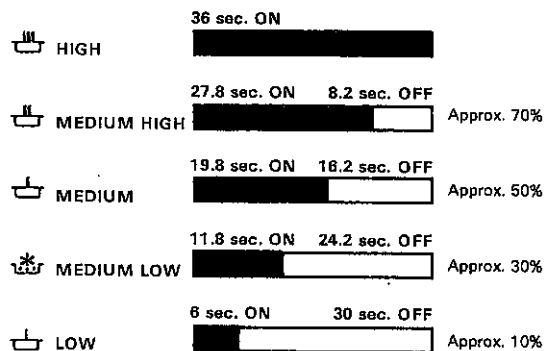 36 sec. ON
HIGH
27.8 sec. ON 8.2 sec. OFF
MEDIUM HIGH Approx. 70%
19.8 sec. ON 16.2 sec. OFF
MEDIUM Approx. 50%
11.8 sec. ON 24.2 sec. OFF
MEDIUM LOW Approx. 30%
6 sec. ON 30 sec. OFF
LOW Approx. 10%